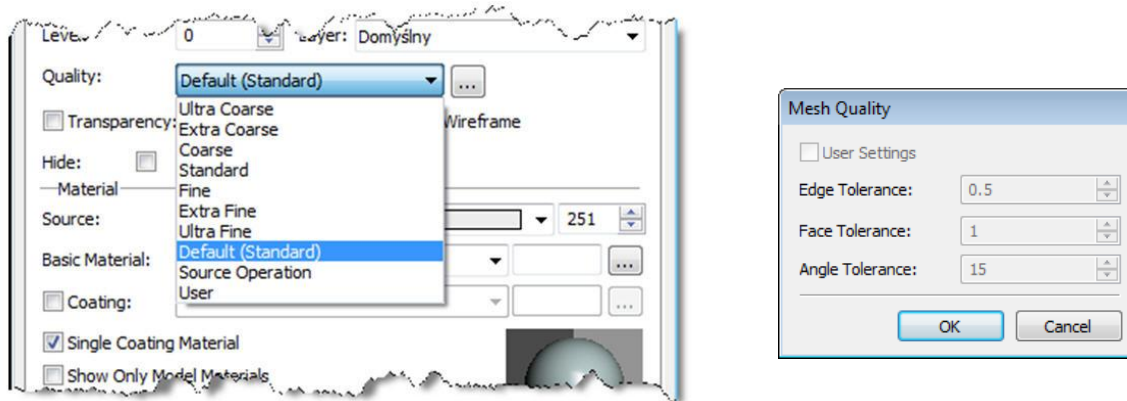 Level: 0 Layer: Domyślny
Quality: Default (Standard) ...
Ultra Coarse
Transparency: Extra Coarse Wireframe
Coarse
Hide: Standard
Material Fine
Extra Fine
Source: Ultra Fine 251
Default (Standard)
Basic Material: Source Operation ...
Coating: User ...
Single Coating Material
Show Only Model Materials
Mesh Quality
User Settings
Edge Tolerance: 0.5
Face Tolerance: 1
Angle Tolerance: 15
OK Cancel